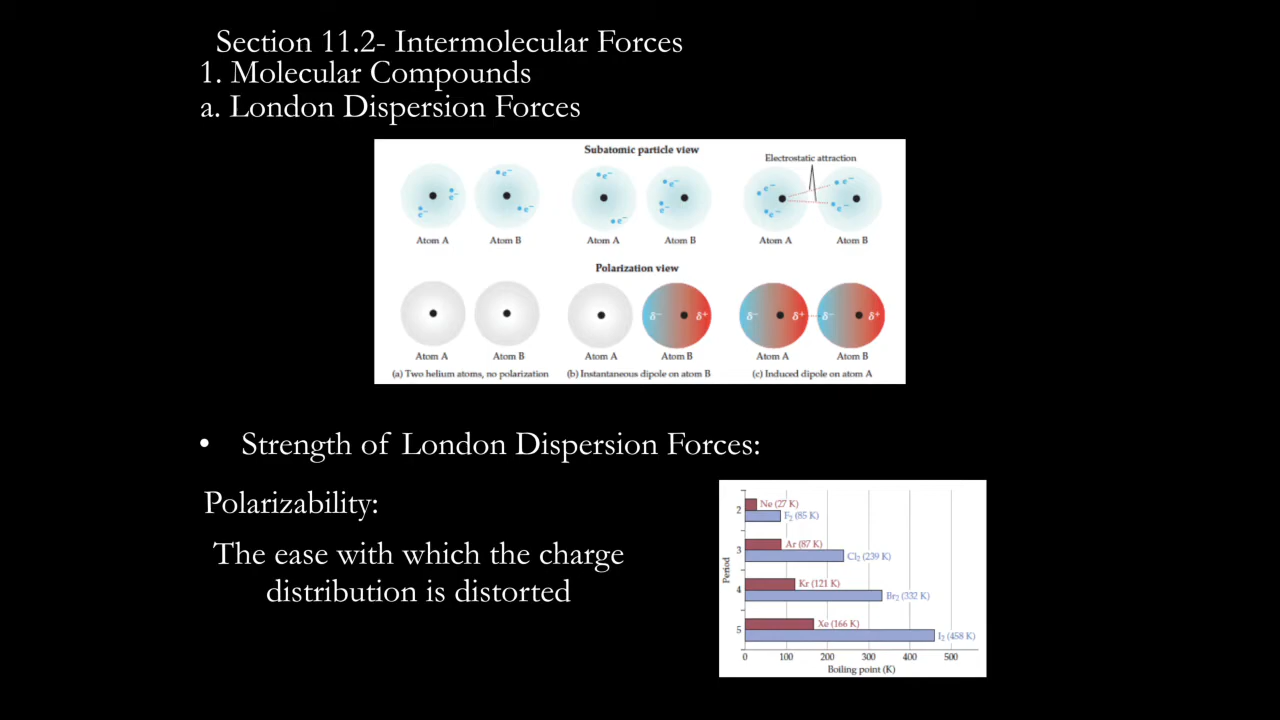 Section 11.2- Intermolecular Forces
1. Molecular Compounds
a. London Dispersion Forces
Subatomic particle view
Electrostatic attraction
e⁻ e⁻ e⁻ e⁻ e⁻ e⁻ e⁻ e⁻ e⁻ e⁻ e⁻ e⁻
Atom A Atom B Atom A Atom B Atom A Atom B
Polarization view
δ⁻ δ⁺ δ⁻ δ⁺ δ⁻ δ⁺
Atom A Atom B Atom A Atom B Atom A Atom B
(a) Two helium atoms, no polarization (b) Instantaneous dipole on atom B (c) Induced dipole on atom A
• Strength of London Dispersion Forces:
Polarizability:
The ease with which the charge
distribution is distorted
Period
2
Ne (27 K)
F₂ (85 K)
3
Ar (87 K)
Cl₂ (239 K)
4
Kr (121 K)
Br₂ (332 K)
5
Xe (166 K)
I₂ (458 K)
0 100 200 300 400 500
Boiling point (K)